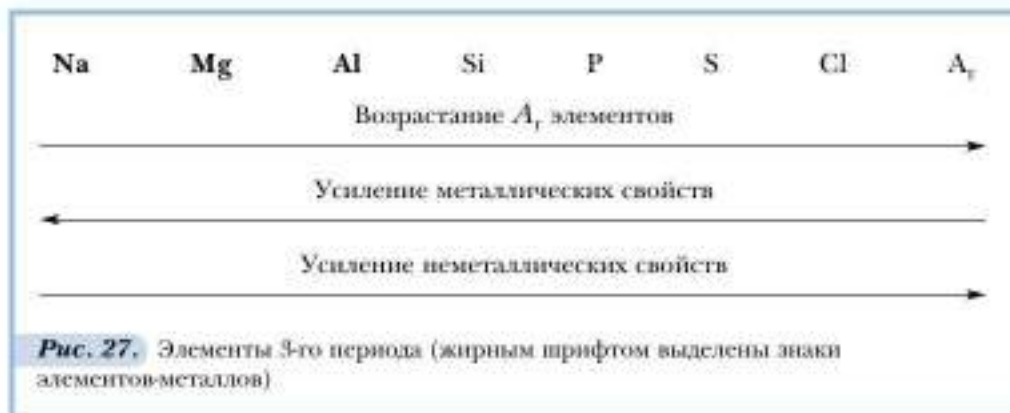 Na Mg Al Si P S Cl Aᵣ
Возрастание Aᵣ элементов
Усиление металлических свойств
Усиление неметаллических свойств
Рис. 27. Элементы 3-го периода (жирным шрифтом выделены знаки
элементов-металлов)